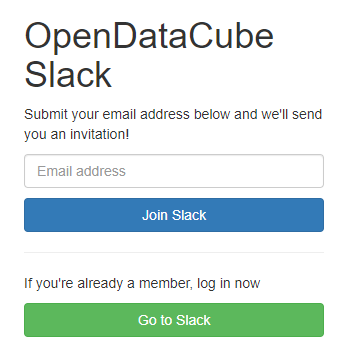 OpenDataCube
Slack
Submit your email address below and we'll send
you an invitation!
Email address
Join Slack
If you're already a member, log in now
Go to Slack